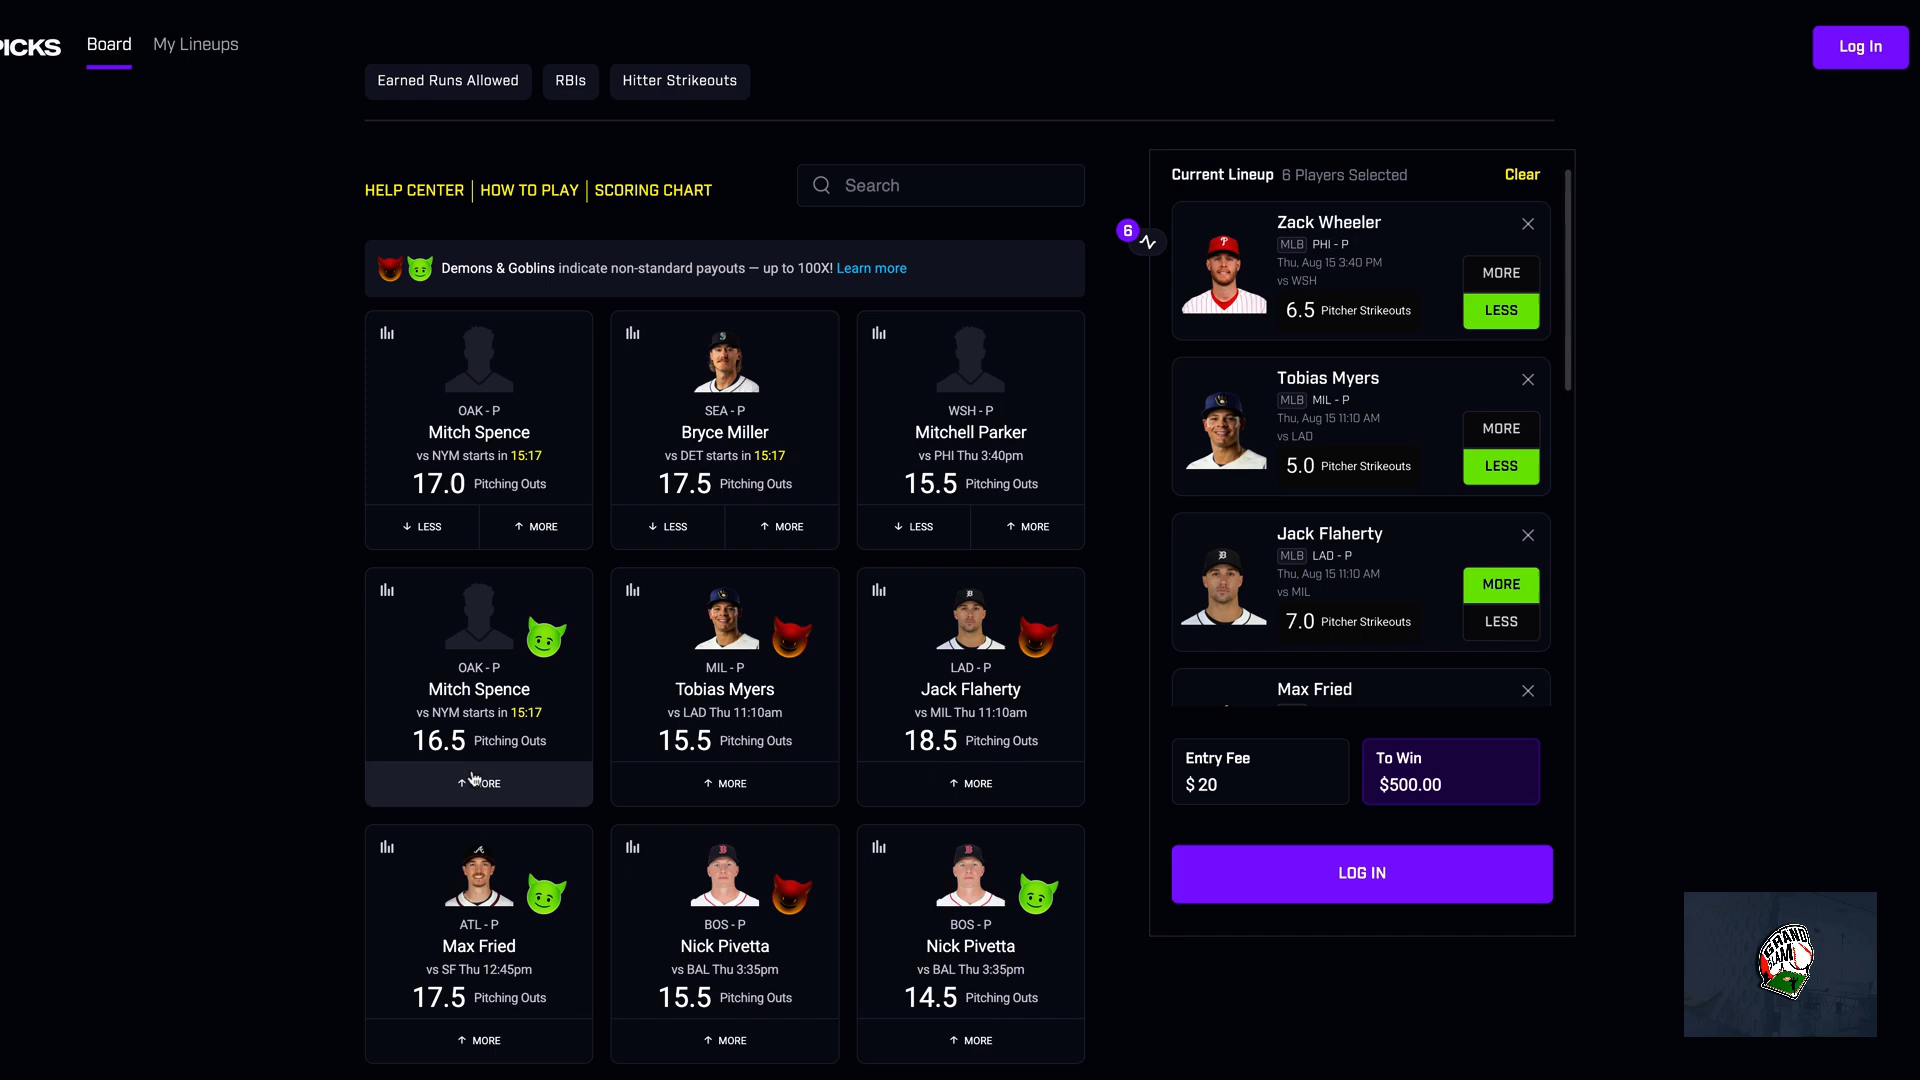 PICKS
Board
My Lineups
Log In
Earned Runs Allowed
RBIs
Hitter Strikeouts
HELP CENTER
HOW TO PLAY
SCORING CHART
Search
Demons & Goblins indicate non-standard payouts — up to 100X! Learn more
OAK - P
Mitch Spence
vs NYM starts in 15:17
17.0 Pitching Outs
↓ LESS
↑ MORE
SEA - P
Bryce Miller
vs DET starts in 15:17
17.5 Pitching Outs
↓ LESS
↑ MORE
WSH - P
Mitchell Parker
vs PHI Thu 3:40pm
15.5 Pitching Outs
↓ LESS
↑ MORE
OAK - P
Mitch Spence
vs NYM starts in 15:17
16.5 Pitching Outs
MIL - P
Tobias Myers
vs LAD Thu 11:10am
15.5 Pitching Outs
↑ MORE
LAD - P
Jack Flaherty
vs MIL Thu 11:10am
18.5 Pitching Outs
↑ MORE
ATL - P
Max Fried
vs SF Thu 12:45pm
17.5 Pitching Outs
↑ MORE
BOS - P
Nick Pivetta
vs BAL Thu 3:35pm
15.5 Pitching Outs
↑ MORE
BOS - P
Nick Pivetta
vs BAL Thu 3:35pm
14.5 Pitching Outs
↑ MORE
Current Lineup 6 Players Selected
Clear
6
Zack Wheeler
MLB PHI - P
Thu, Aug 15 3:40 PM
vs WSH
6.5 Pitcher Strikeouts
MORE
LESS
Tobias Myers
MLB MIL - P
Thu, Aug 15 11:10 AM
vs LAD
5.0 Pitcher Strikeouts
MORE
LESS
Jack Flaherty
MLB LAD - P
Thu, Aug 15 11:10 AM
vs MIL
7.0 Pitcher Strikeouts
MORE
LESS
Max Fried
Entry Fee
$ 20
To Win
$500.00
LOG IN
GRAND
SLAM